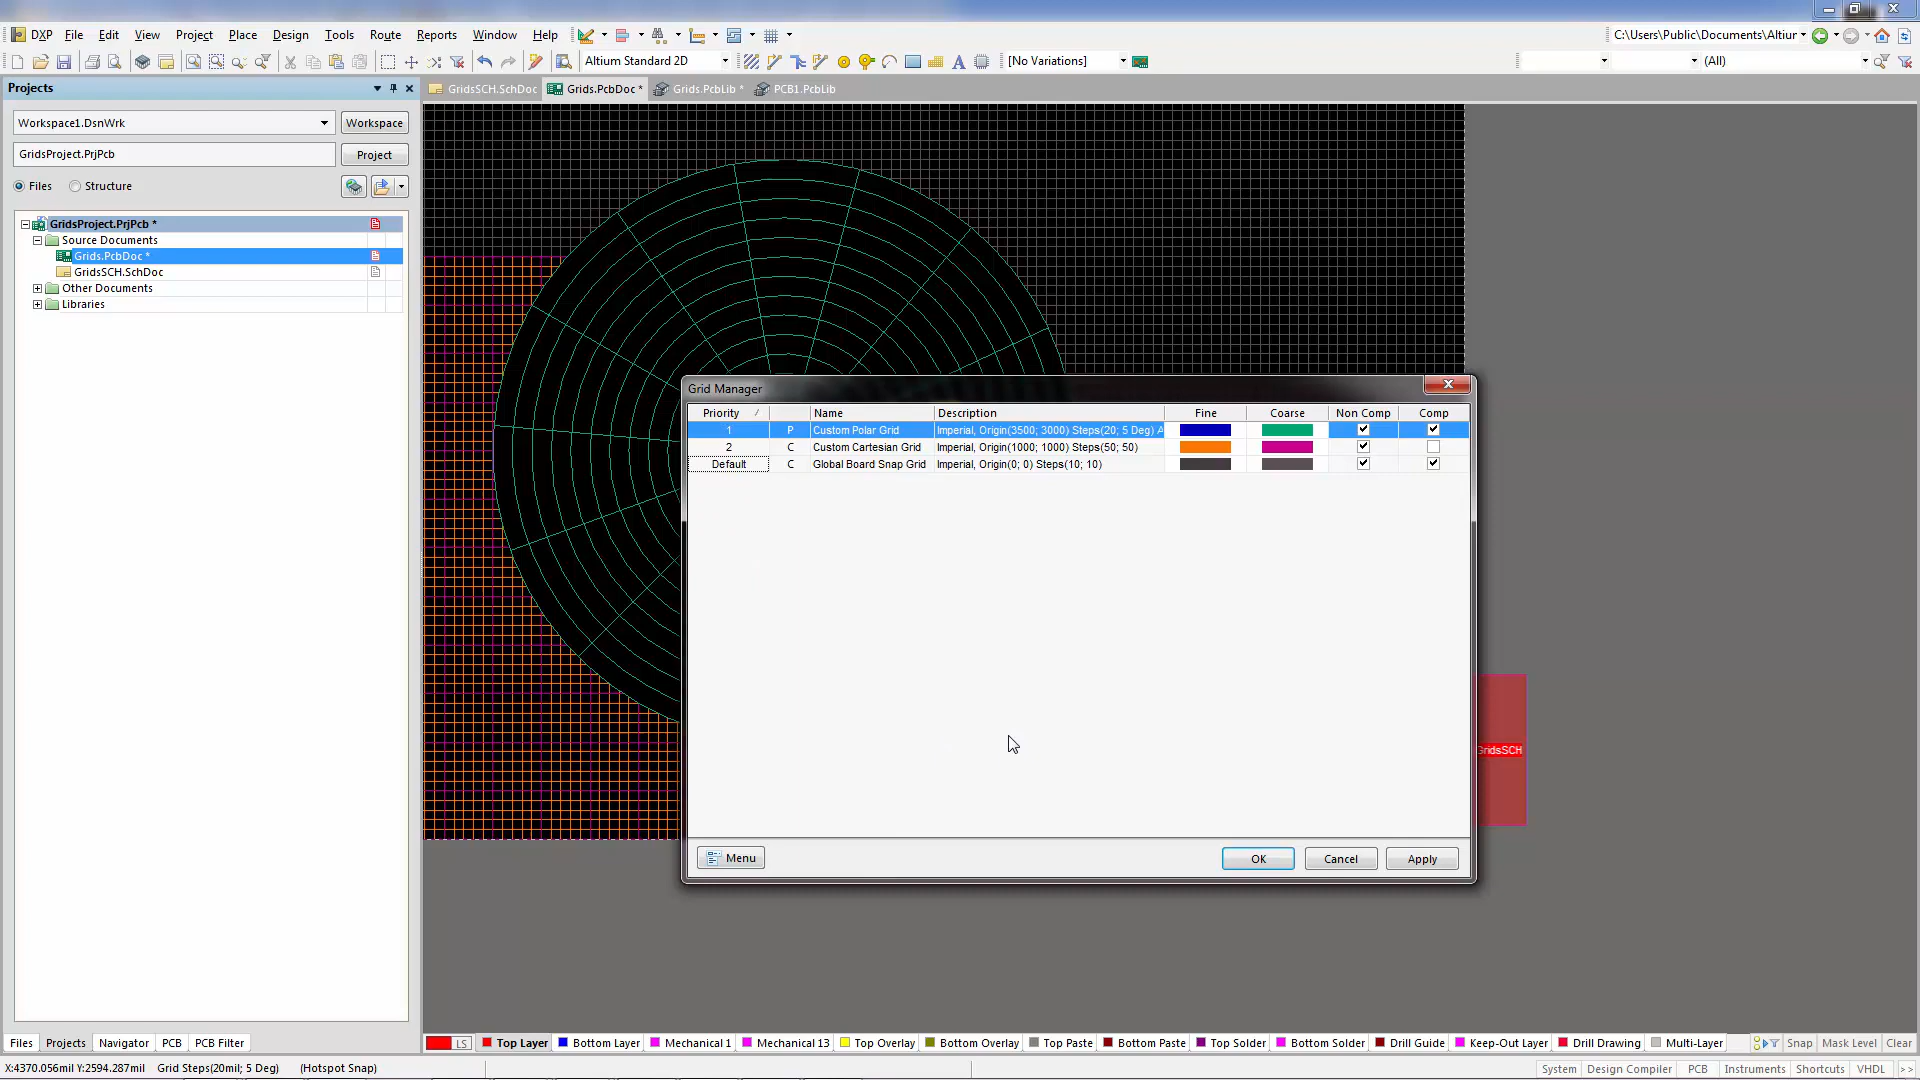 DXP File Edit View Project Place Design Tools Route Reports Window Help C:\Users\Public\Documents\Altiur
Altium Standard 2D [No Variations] (All)
Projects GridsSCH.SchDoc Grids.PcbDoc * Grids.PcbLib * PCB1.PcbLib
Workspace1.DsnWrk Workspace
GridsProject.PrjPcb Project
Files Structure
GridsProject.PrjPcb *
Source Documents
Grids.PcbDoc *
GridsSCH.SchDoc
Other Documents
Libraries
Grid Manager
Priority Name Description Fine Coarse Non Comp Comp
1 P Custom Polar Grid Imperial, Origin(3500; 3000) Steps(20; 5 Deg) A
2 C Custom Cartesian Grid Imperial, Origin(1000; 1000) Steps(50; 50)
Default C Global Board Snap Grid Imperial, Origin(0; 0) Steps(10; 10)
GridsSCH
Menu OK Cancel Apply
Files Projects Navigator PCB PCB Filter LS Top Layer Bottom Layer Mechanical 1 Mechanical 13 Top Overlay Bottom Overlay Top Paste Bottom Paste Top Solder Bottom Solder Drill Guide Keep-Out Layer Drill Drawing Multi-Layer Snap Mask Level Clear
X:4370.056mil Y:2594.287mil Grid Steps(20mil; 5 Deg) (Hotspot Snap) System Design Compiler PCB Instruments Shortcuts VHDL >>